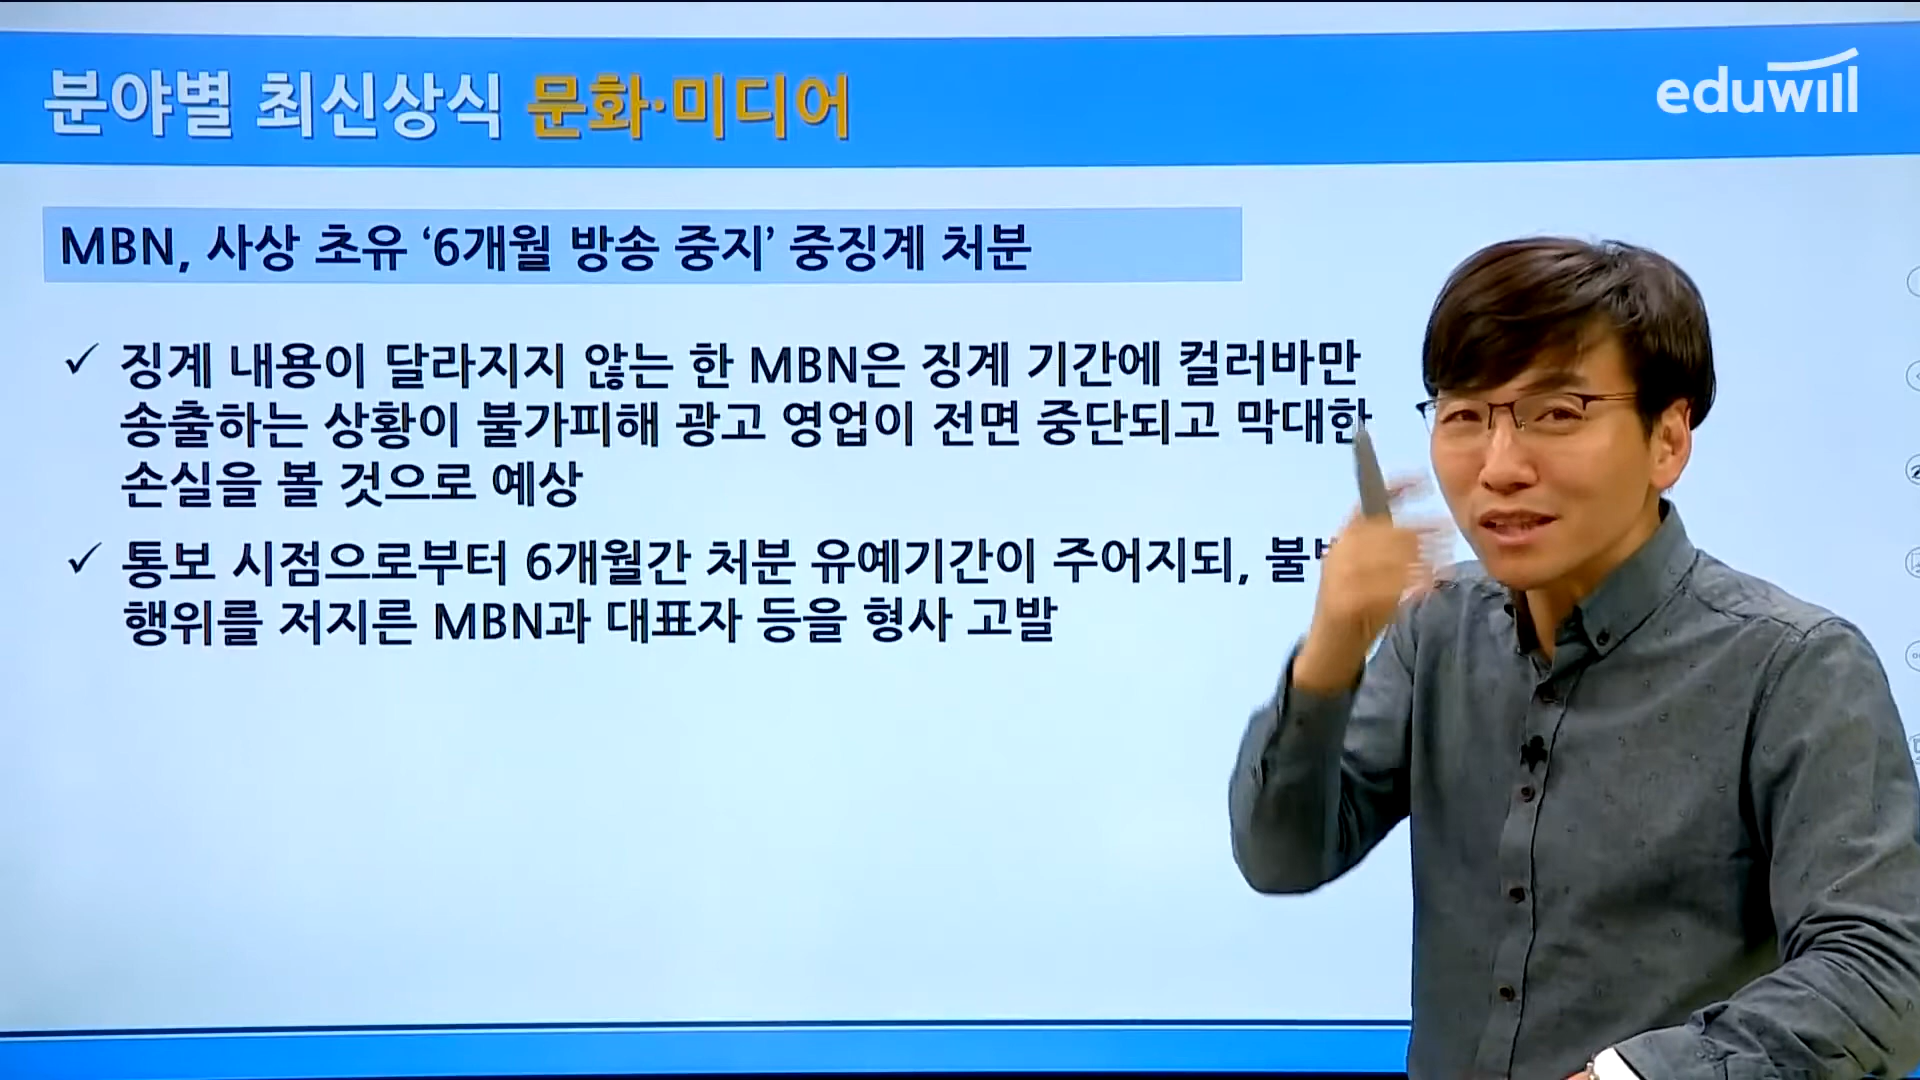 분야별 최신상식 문화·미디어
eduwill
MBN, 사상 초유 ‘6개월 방송 중지’ 중징계 처분
✓ 징계 내용이 달라지지 않는 한 MBN은 징계 기간에 컬러바만
송출하는 상황이 불가피해 광고 영업이 전면 중단되고 막대한
손실을 볼 것으로 예상
✓ 통보 시점으로부터 6개월간 처분 유예기간이 주어지되,
행위를 저지른 MBN과 대표자 등을 형사 고발